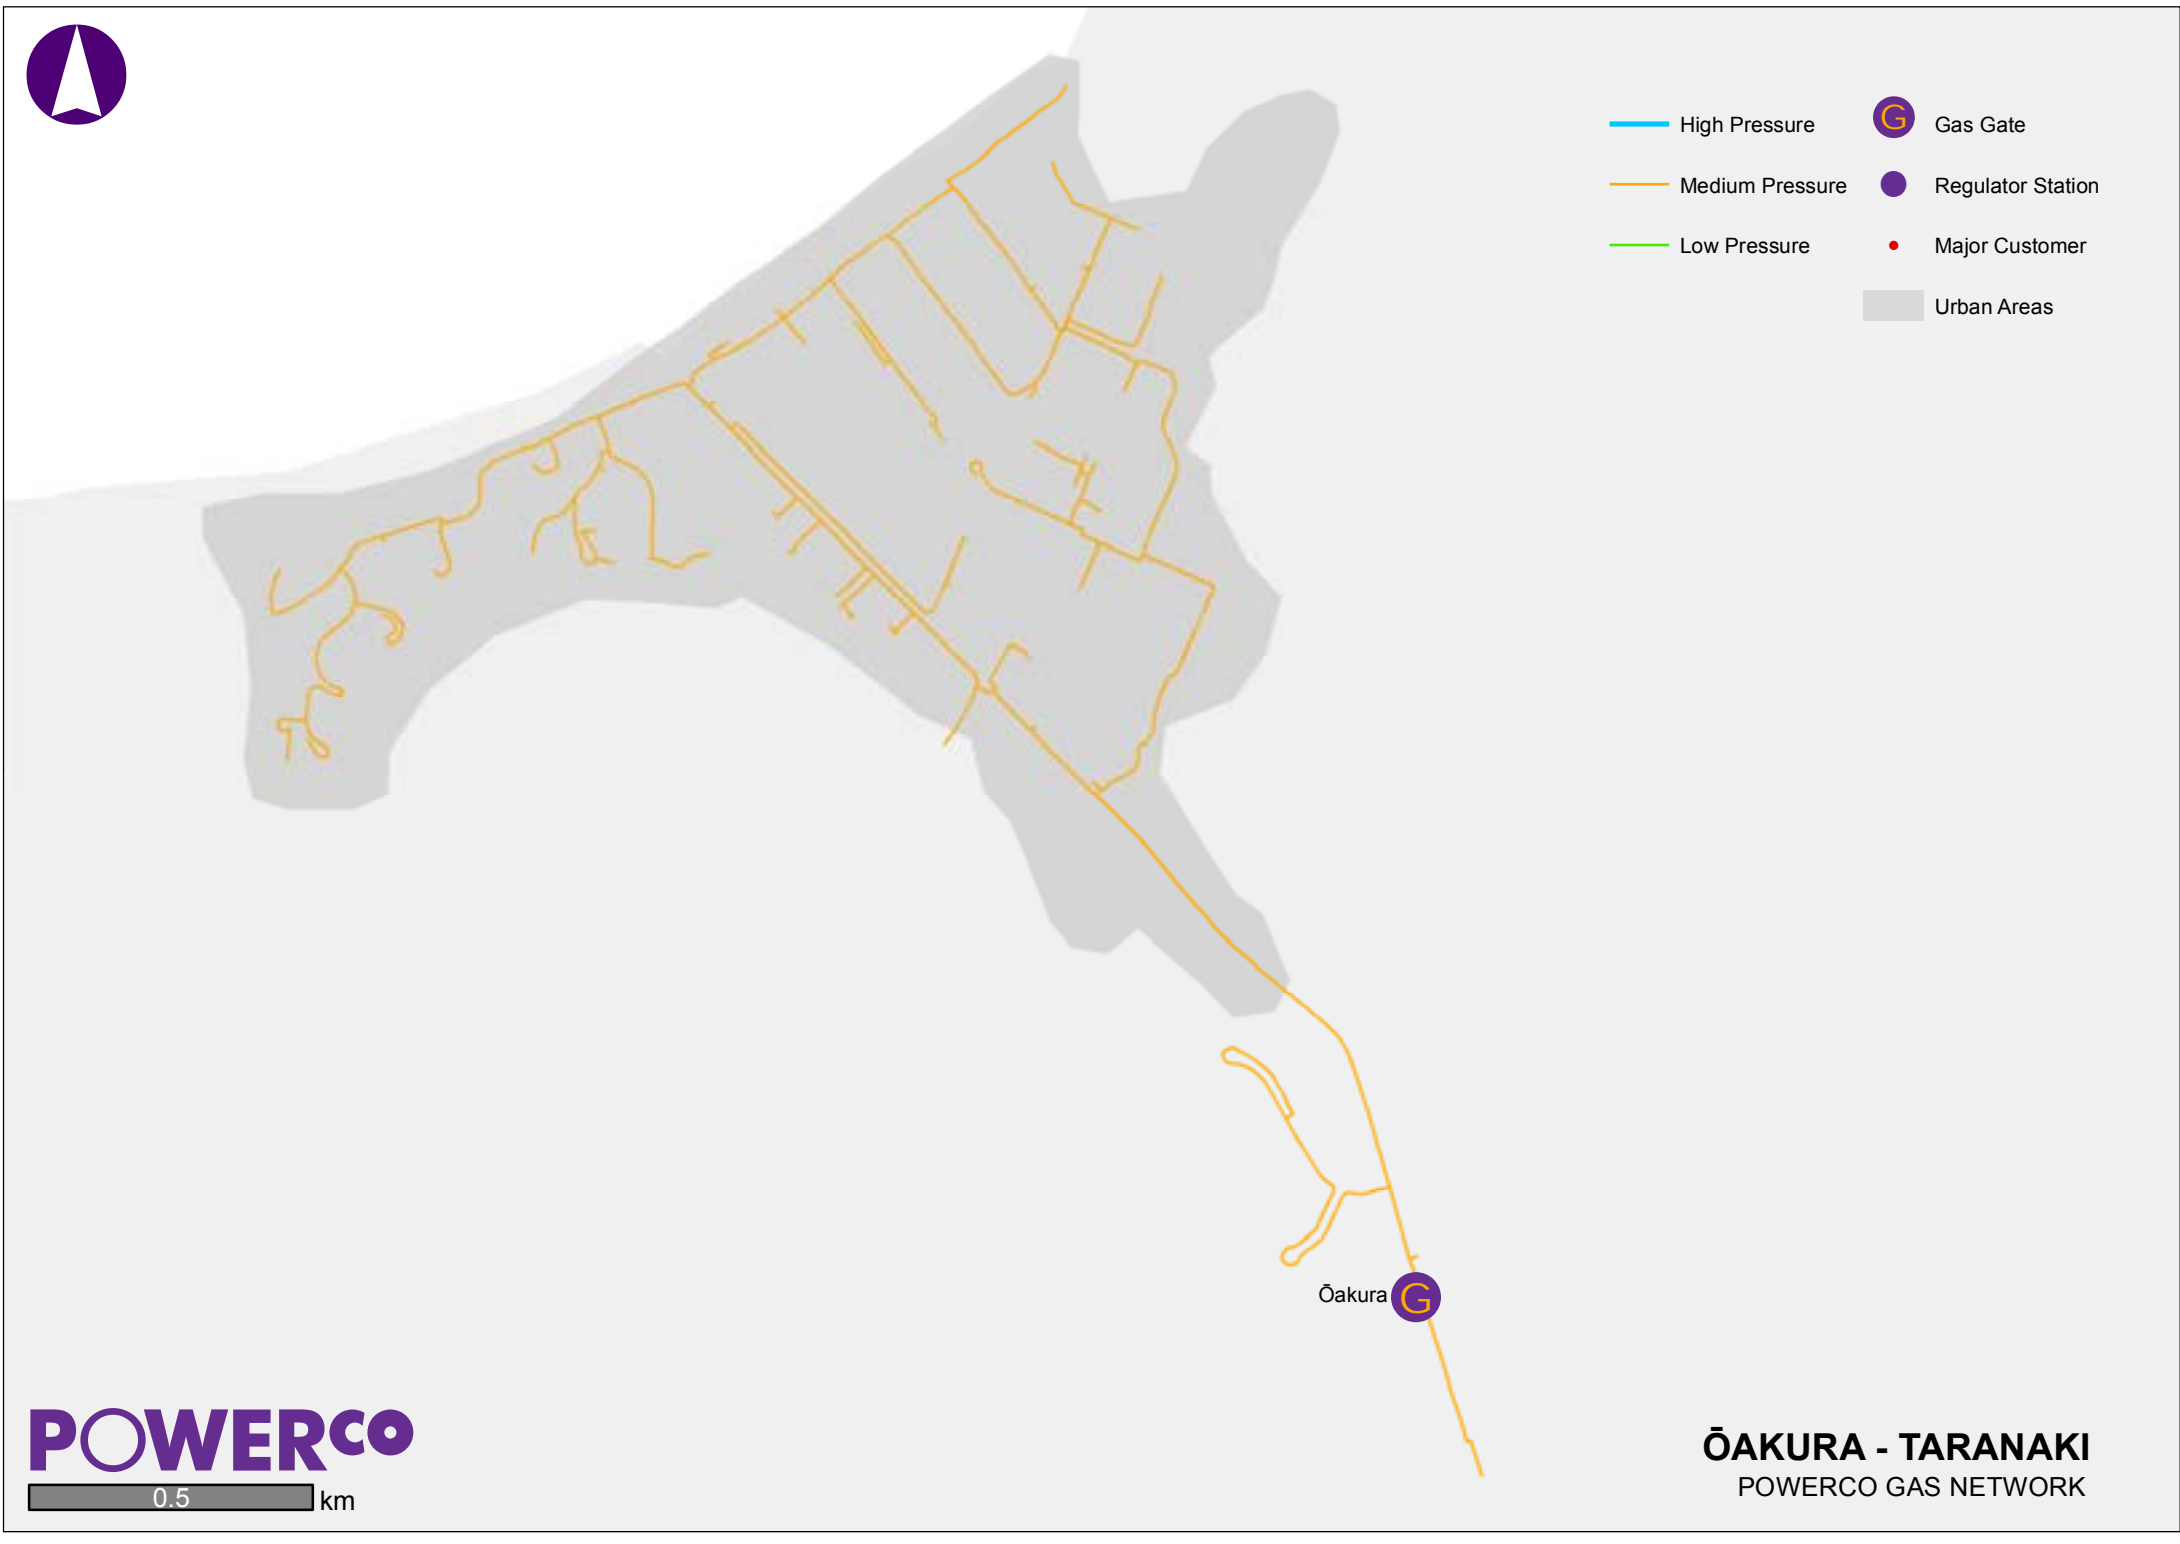 High Pressure
G
Gas Gate
Medium Pressure
Regulator Station
Low Pressure
Major Customer
Urban Areas
Ōakura
G
POWERCO
0.5
km
ŌAKURA - TARANAKI
POWERCO GAS NETWORK